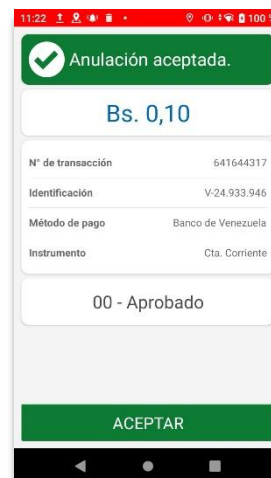 11:22 100 %
Anulación aceptada.
Bs. 0,10
N° de transacción 641644317
Identificación V-24.933.946
Método de pago Banco de Venezuela
Instrumento Cta. Corriente
00 - Aprobado
ACEPTAR